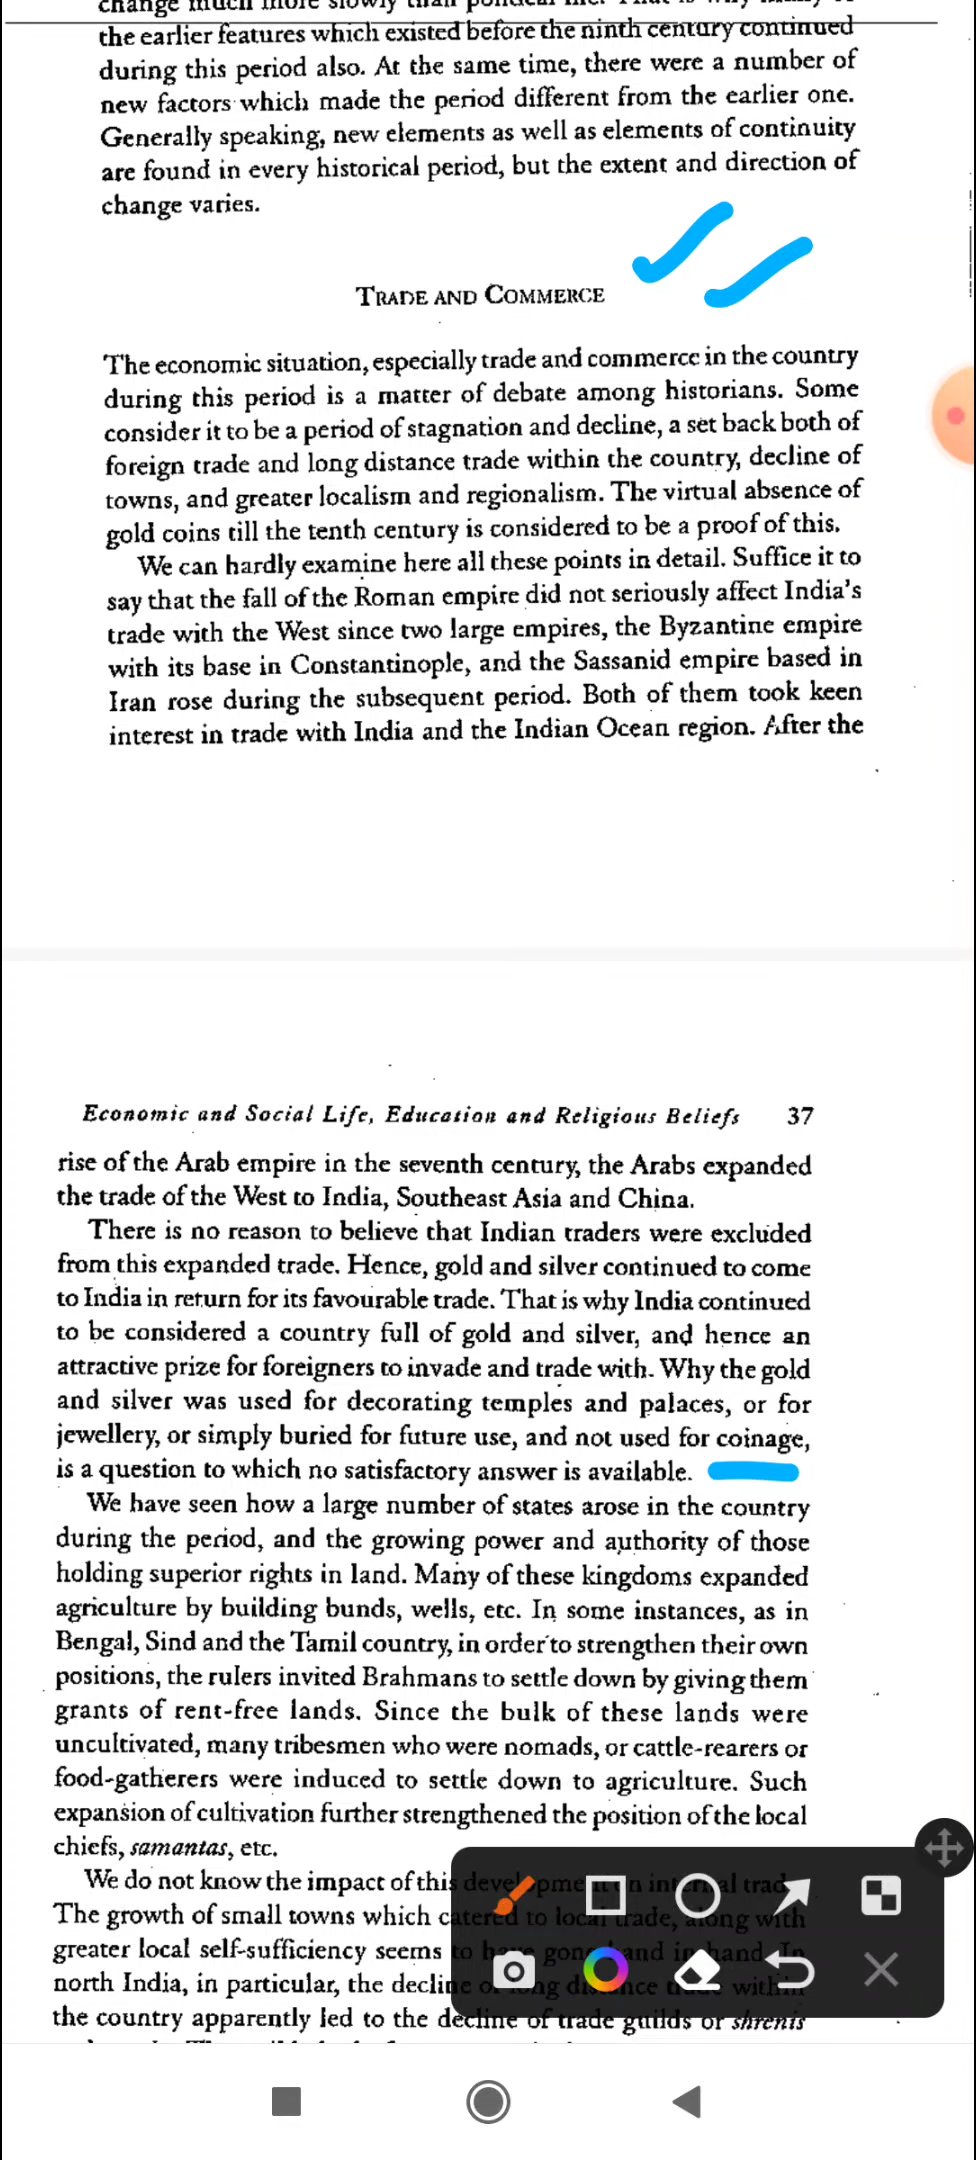 the earlier features which existed before the ninth century continued
during this period also. At the same time, there were a number of
new factors which made the period different from the earlier one.
Generally speaking, new elements as well as elements of continuity
are found in every historical period, but the extent and direction of
change varies.
TRADE AND COMMERCE
The economic situation, especially trade and commerce in the country
during this period is a matter of debate among historians. Some
consider it to be a period of stagnation and decline, a set back both of
foreign trade and long distance trade within the country, decline of
towns, and greater localism and regionalism. The virtual absence of
gold coins till the tenth century is considered to be a proof of this.
We can hardly examine here all these points in detail. Suffice it to
say that the fall of the Roman empire did not seriously affect India's
trade with the West since two large empires, the Byzantine empire
with its base in Constantinople, and the Sassanid empire based in
Iran rose during the subsequent period. Both of them took keen
interest in trade with India and the Indian Ocean region. After the
Economic and Social Life, Education and Religious Beliefs 37
rise of the Arab empire in the seventh century, the Arabs expanded
the trade of the West to India, Southeast Asia and China.
There is no reason to believe that Indian traders were excluded
from this expanded trade. Hence, gold and silver continued to come
to India in return for its favourable trade. That is why India continued
to be considered a country full of gold and silver, and hence an
attractive prize for foreigners to invade and trade with. Why the gold
and silver was used for decorating temples and palaces, or for
jewellery, or simply buried for future use, and not used for coinage,
is a question to which no satisfactory answer is available.
We have seen how a large number of states arose in the country
during the period, and the growing power and authority of those
holding superior rights in land. Many of these kingdoms expanded
agriculture by building bunds, wells, etc. In some instances, as in
Bengal, Sind and the Tamil country, in order to strengthen their own
positions, the rulers invited Brahmans to settle down by giving them
grants of rent-free lands. Since the bulk of these lands were
uncultivated, many tribesmen who were nomads, or cattle-rearers or
food-gatherers were induced to settle down to agriculture. Such
expansion of cultivation further strengthened the position of the local
chiefs, samantas, etc.
We do not know the impact of this
The growth of small towns which catered to local trade, along with
greater local self-sufficiency seems to hand in hand. In
north India, in particular, the decline of long distance within
the country apparently led to the decline of trade guilds or shrenis